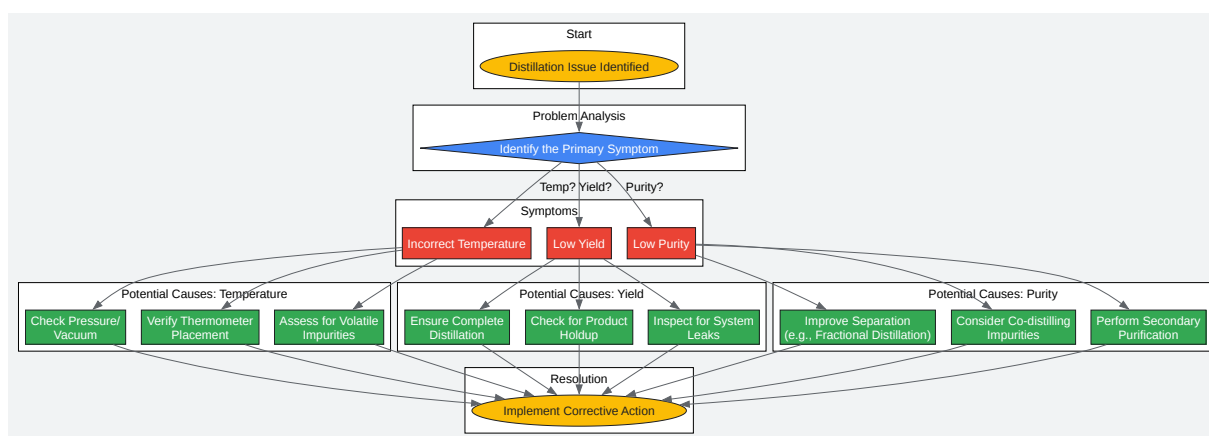 Start
Distillation Issue Identified
Problem Analysis
Identify the Primary Symptom
Temp?
Yield?
Purity?
Symptoms
Incorrect Temperature
Low Yield
Low Purity
Potential Causes: Temperature
Check Pressure/
Vacuum
Verify Thermometer
Placement
Assess for Volatile
Impurities
Potential Causes: Yield
Ensure Complete
Distillation
Check for Product
Holdup
Inspect for System
Leaks
Potential Causes: Purity
Improve Separation
(e.g., Fractional Distillation)
Consider Co-distilling
Impurities
Perform Secondary
Purification
Resolution
Implement Corrective Action